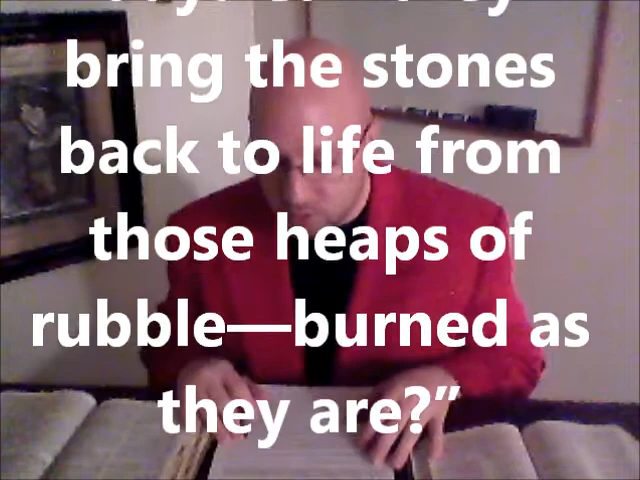 bring the stones
back to life from
those heaps of
rubble—burned as
they are?”